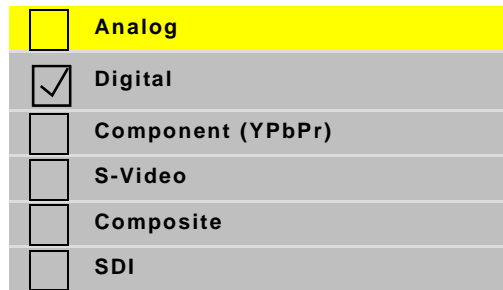 Analog
Digital
Component (YPbPr)
S-Video
Composite
SDI